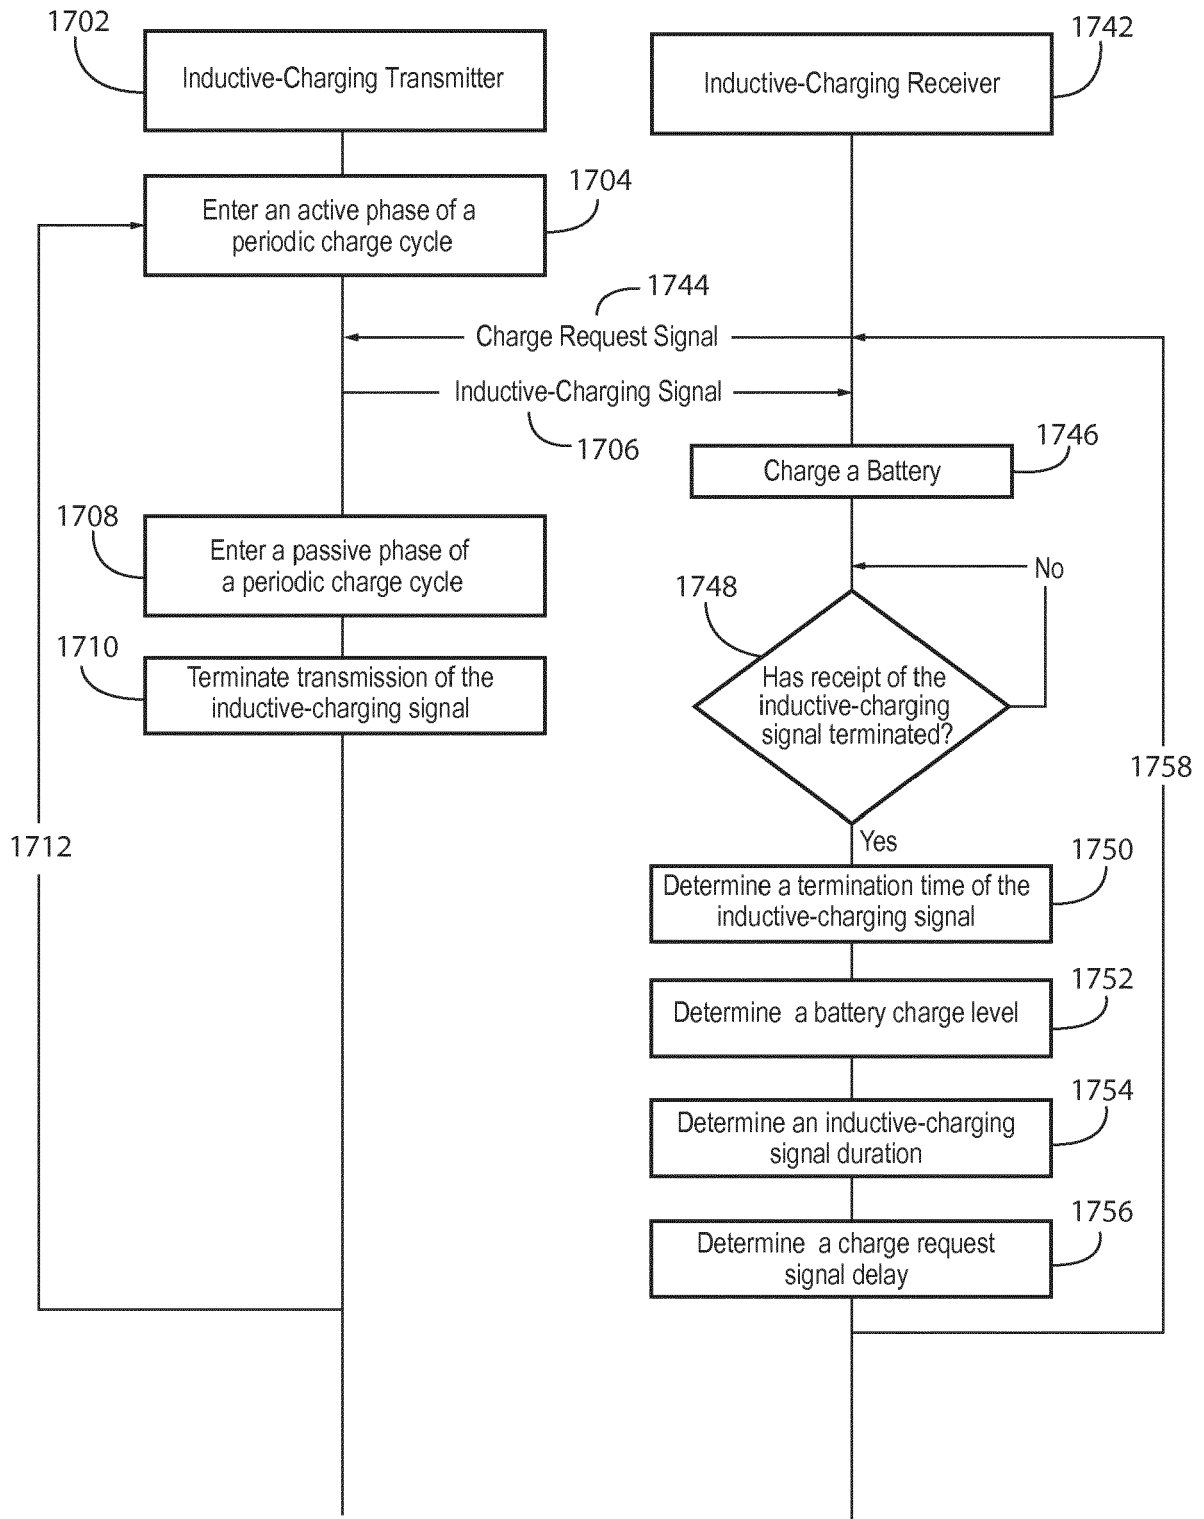 1702
Inductive-Charging Transmitter
1742
Inductive-Charging Receiver
1704
Enter an active phase of a
periodic charge cycle
1744
Charge Request Signal
Inductive-Charging Signal
1706
1746
Charge a Battery
1708
Enter a passive phase of
a periodic charge cycle
No
1748
1710
Terminate transmission of the
inductive-charging signal
Has receipt of the
inductive-charging
signal terminated?
1758
1712
Yes
1750
Determine a termination time of the
inductive-charging signal
1752
Determine a battery charge level
1754
Determine an inductive-charging
signal duration
1756
Determine a charge request
signal delay